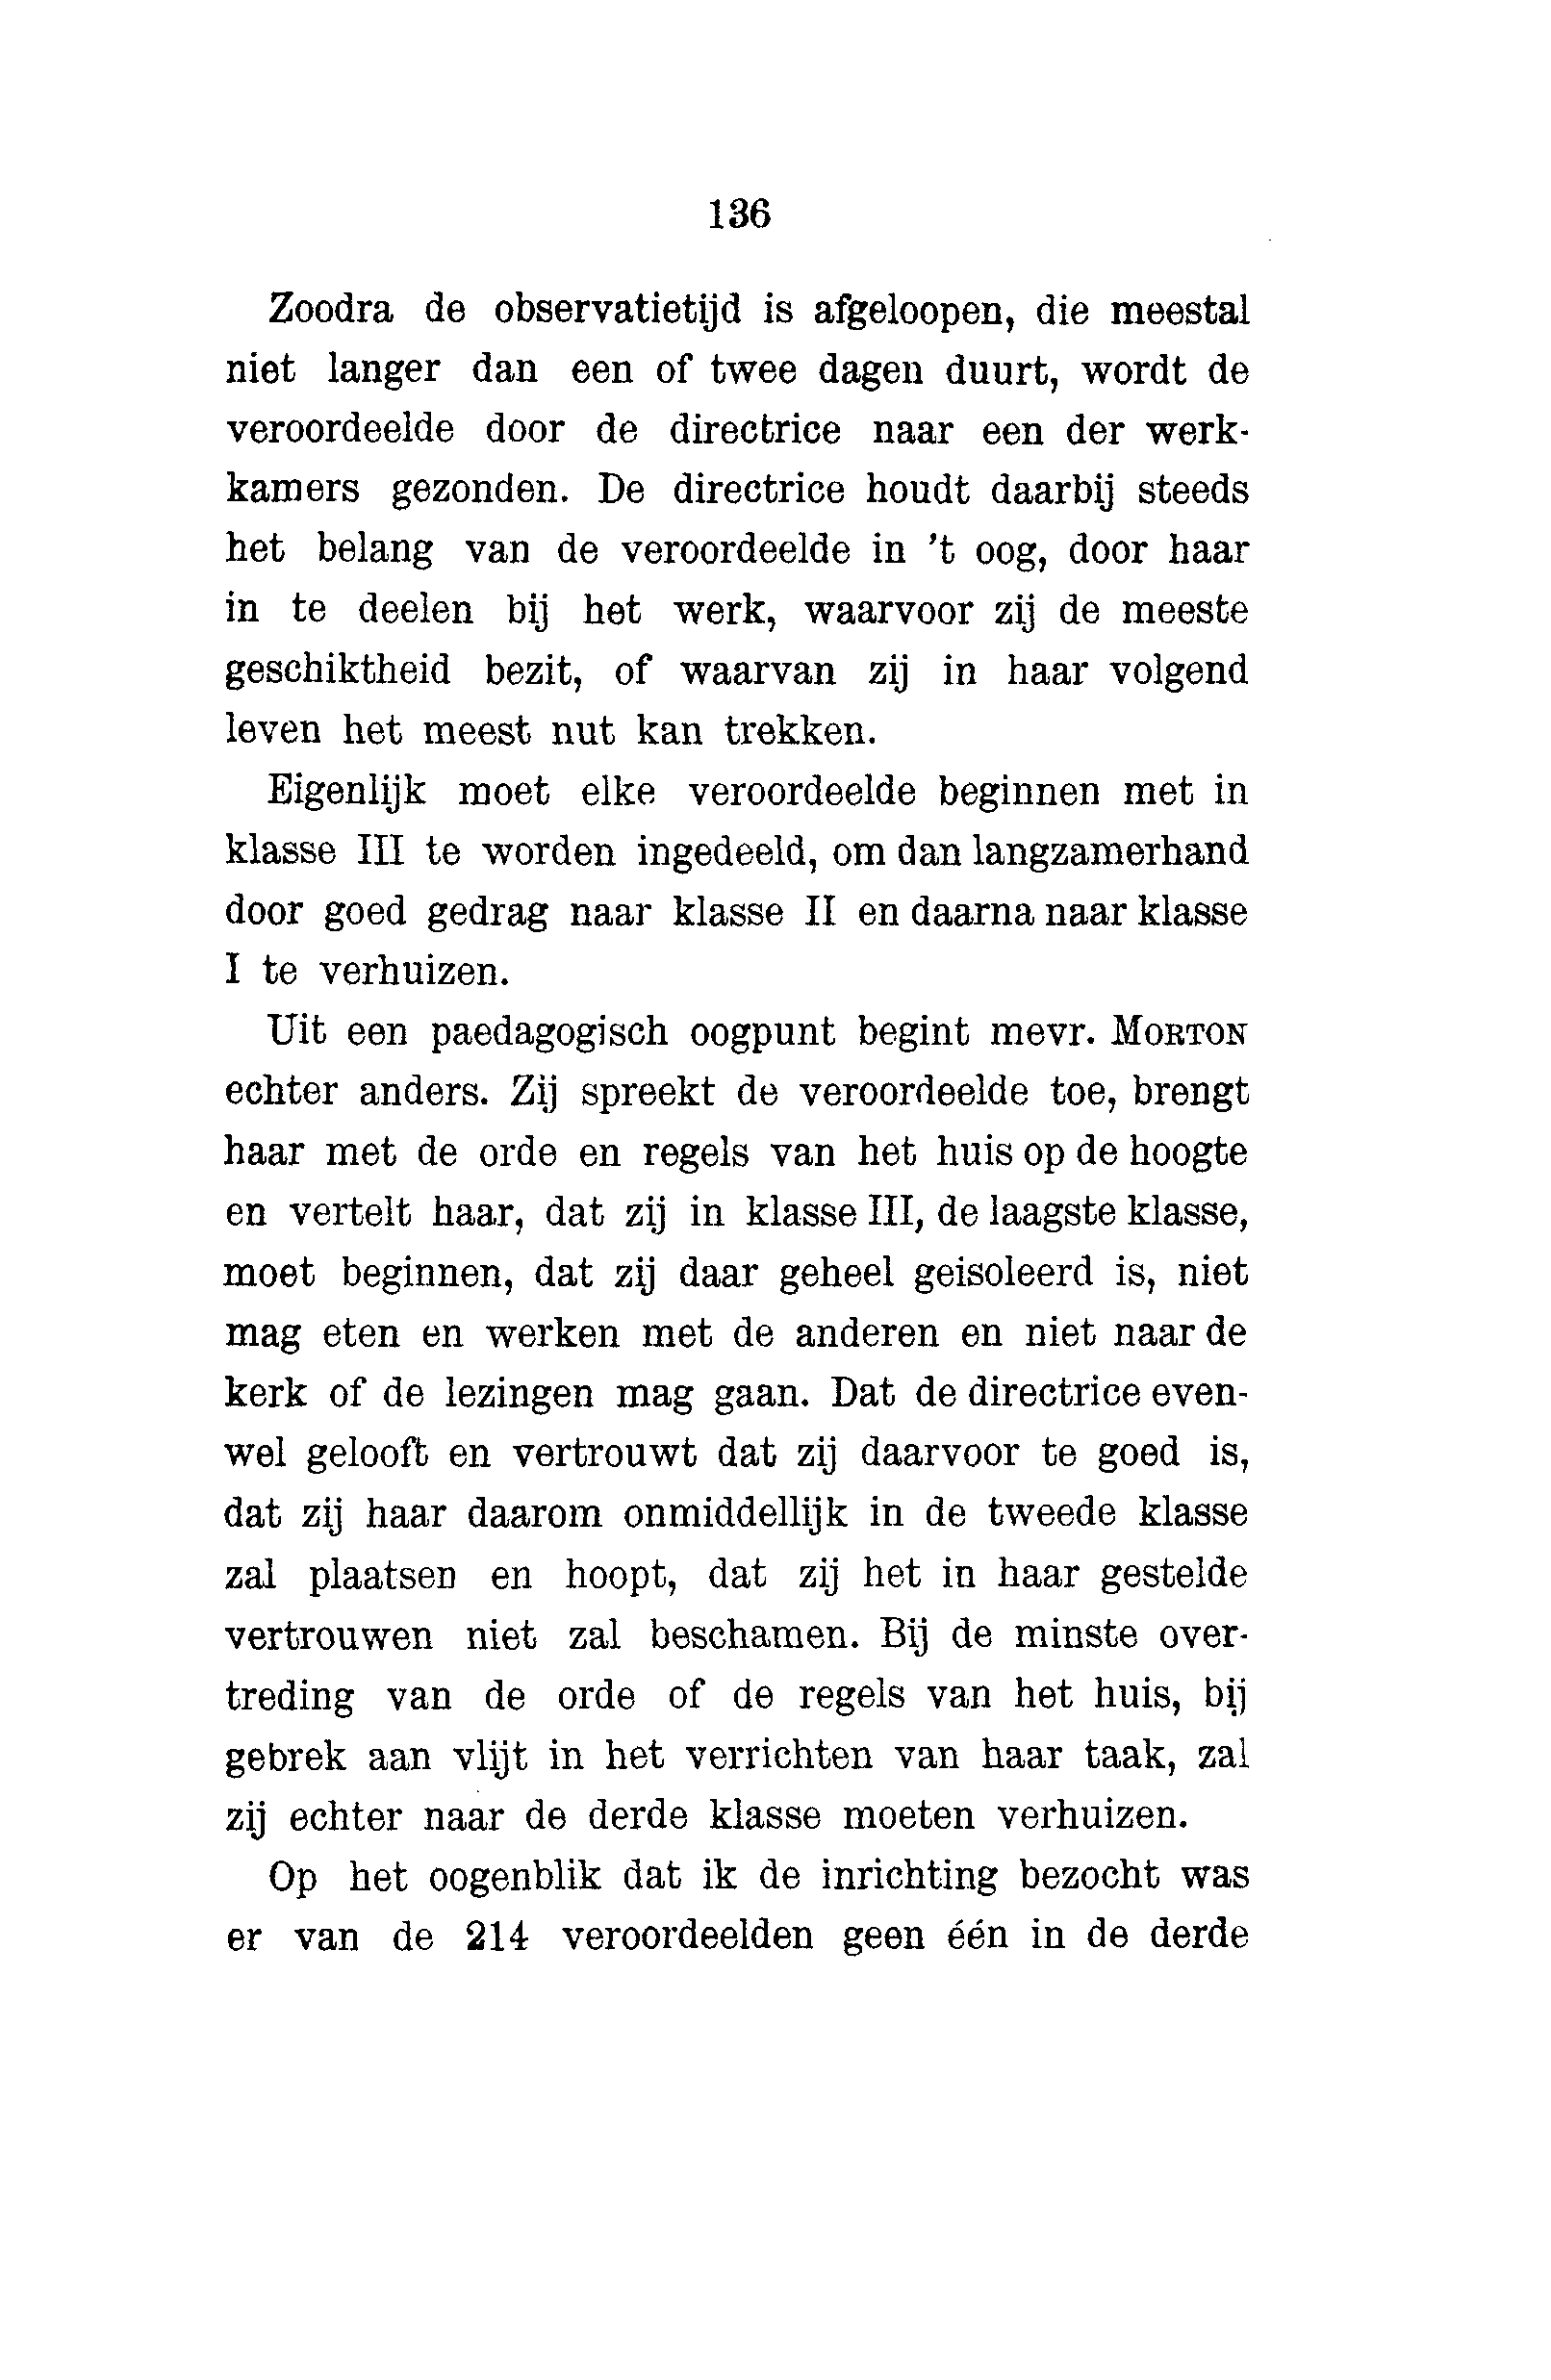 136
Zoodra de observatietijd is afgeloopen, die meestal
niet langer dan een of twee dagen duurt, wordt de
veroordeelde door de directrice naar een der werk-
kamers gezonden. De directrice houdt daarbij steeds
het belang van de veroordeelde in 't oog, door haar
in te deelen bij het werk, waarvoor zij de meeste
geschiktheid bezit, of waarvan zij in haar volgend
leven het meest nut kan trekken.
Eigenlijk moet elke veroordeelde beginnen met in
klasse III te worden ingedeeld, om dan langzamerhand
door goed gedrag naar klasse II en daarna naar klasse
I te verhuizen.
Uit een paedagogisch oogpunt begint mevr. MORTON
echter anders. Zij spreekt de veroordeelde toe, brengt
haar met de orde en regels van het huis op de hoogte
en vertelt haar, dat zij in klasse III, de laagste klasse,
moet beginnen, dat zij daar geheel geisoleerd is, niet
mag eten en werken met de anderen en niet naar de
kerk of de lezingen mag gaan. Dat de directrice even-
wel gelooft en vertrouwt dat zij daarvoor te goed is,
dat zij haar daarom onmiddellijk in de tweede klasse
zal plaatsen en hoopt, dat zij het in haar gestelde
vertrouwen niet zal beschamen. Bij de minste over-
treding van de orde of de regels van het huis, bij
gebrek aan vlijt in het verrichten van haar taak, zal
zij echter naar de derde klasse moeten verhuizen.
Op het oogenblik dat ik de inrichting bezocht was
er van de 214 veroordeelden geen één in de derde